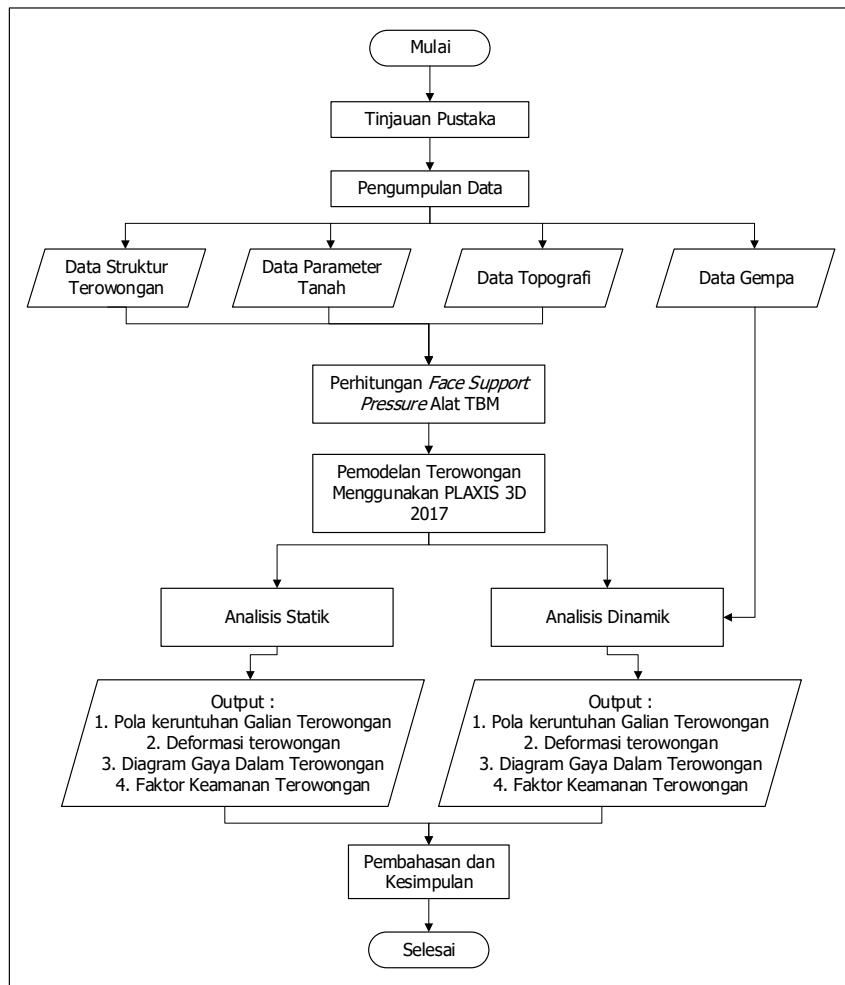 Mulai
Tinjauan Pustaka
Pengumpulan Data
Data Struktur
Terowongan
Data Parameter
Tanah
Data Topografi
Data Gempa
Perhitungan Face Support
Pressure Alat TBM
Pemodelan Terowongan
Menggunakan PLAXIS 3D
2017
Analisis Statik
Analisis Dinamik
Output :
1. Pola keruntuhan Galian Terowongan
2. Deformasi terowongan
3. Diagram Gaya Dalam Terowongan
4. Faktor Keamanan Terowongan
Output :
1. Pola keruntuhan Galian Terowongan
2. Deformasi terowongan
3. Diagram Gaya Dalam Terowongan
4. Faktor Keamanan Terowongan
Pembahasan dan
Kesimpulan
Selesai